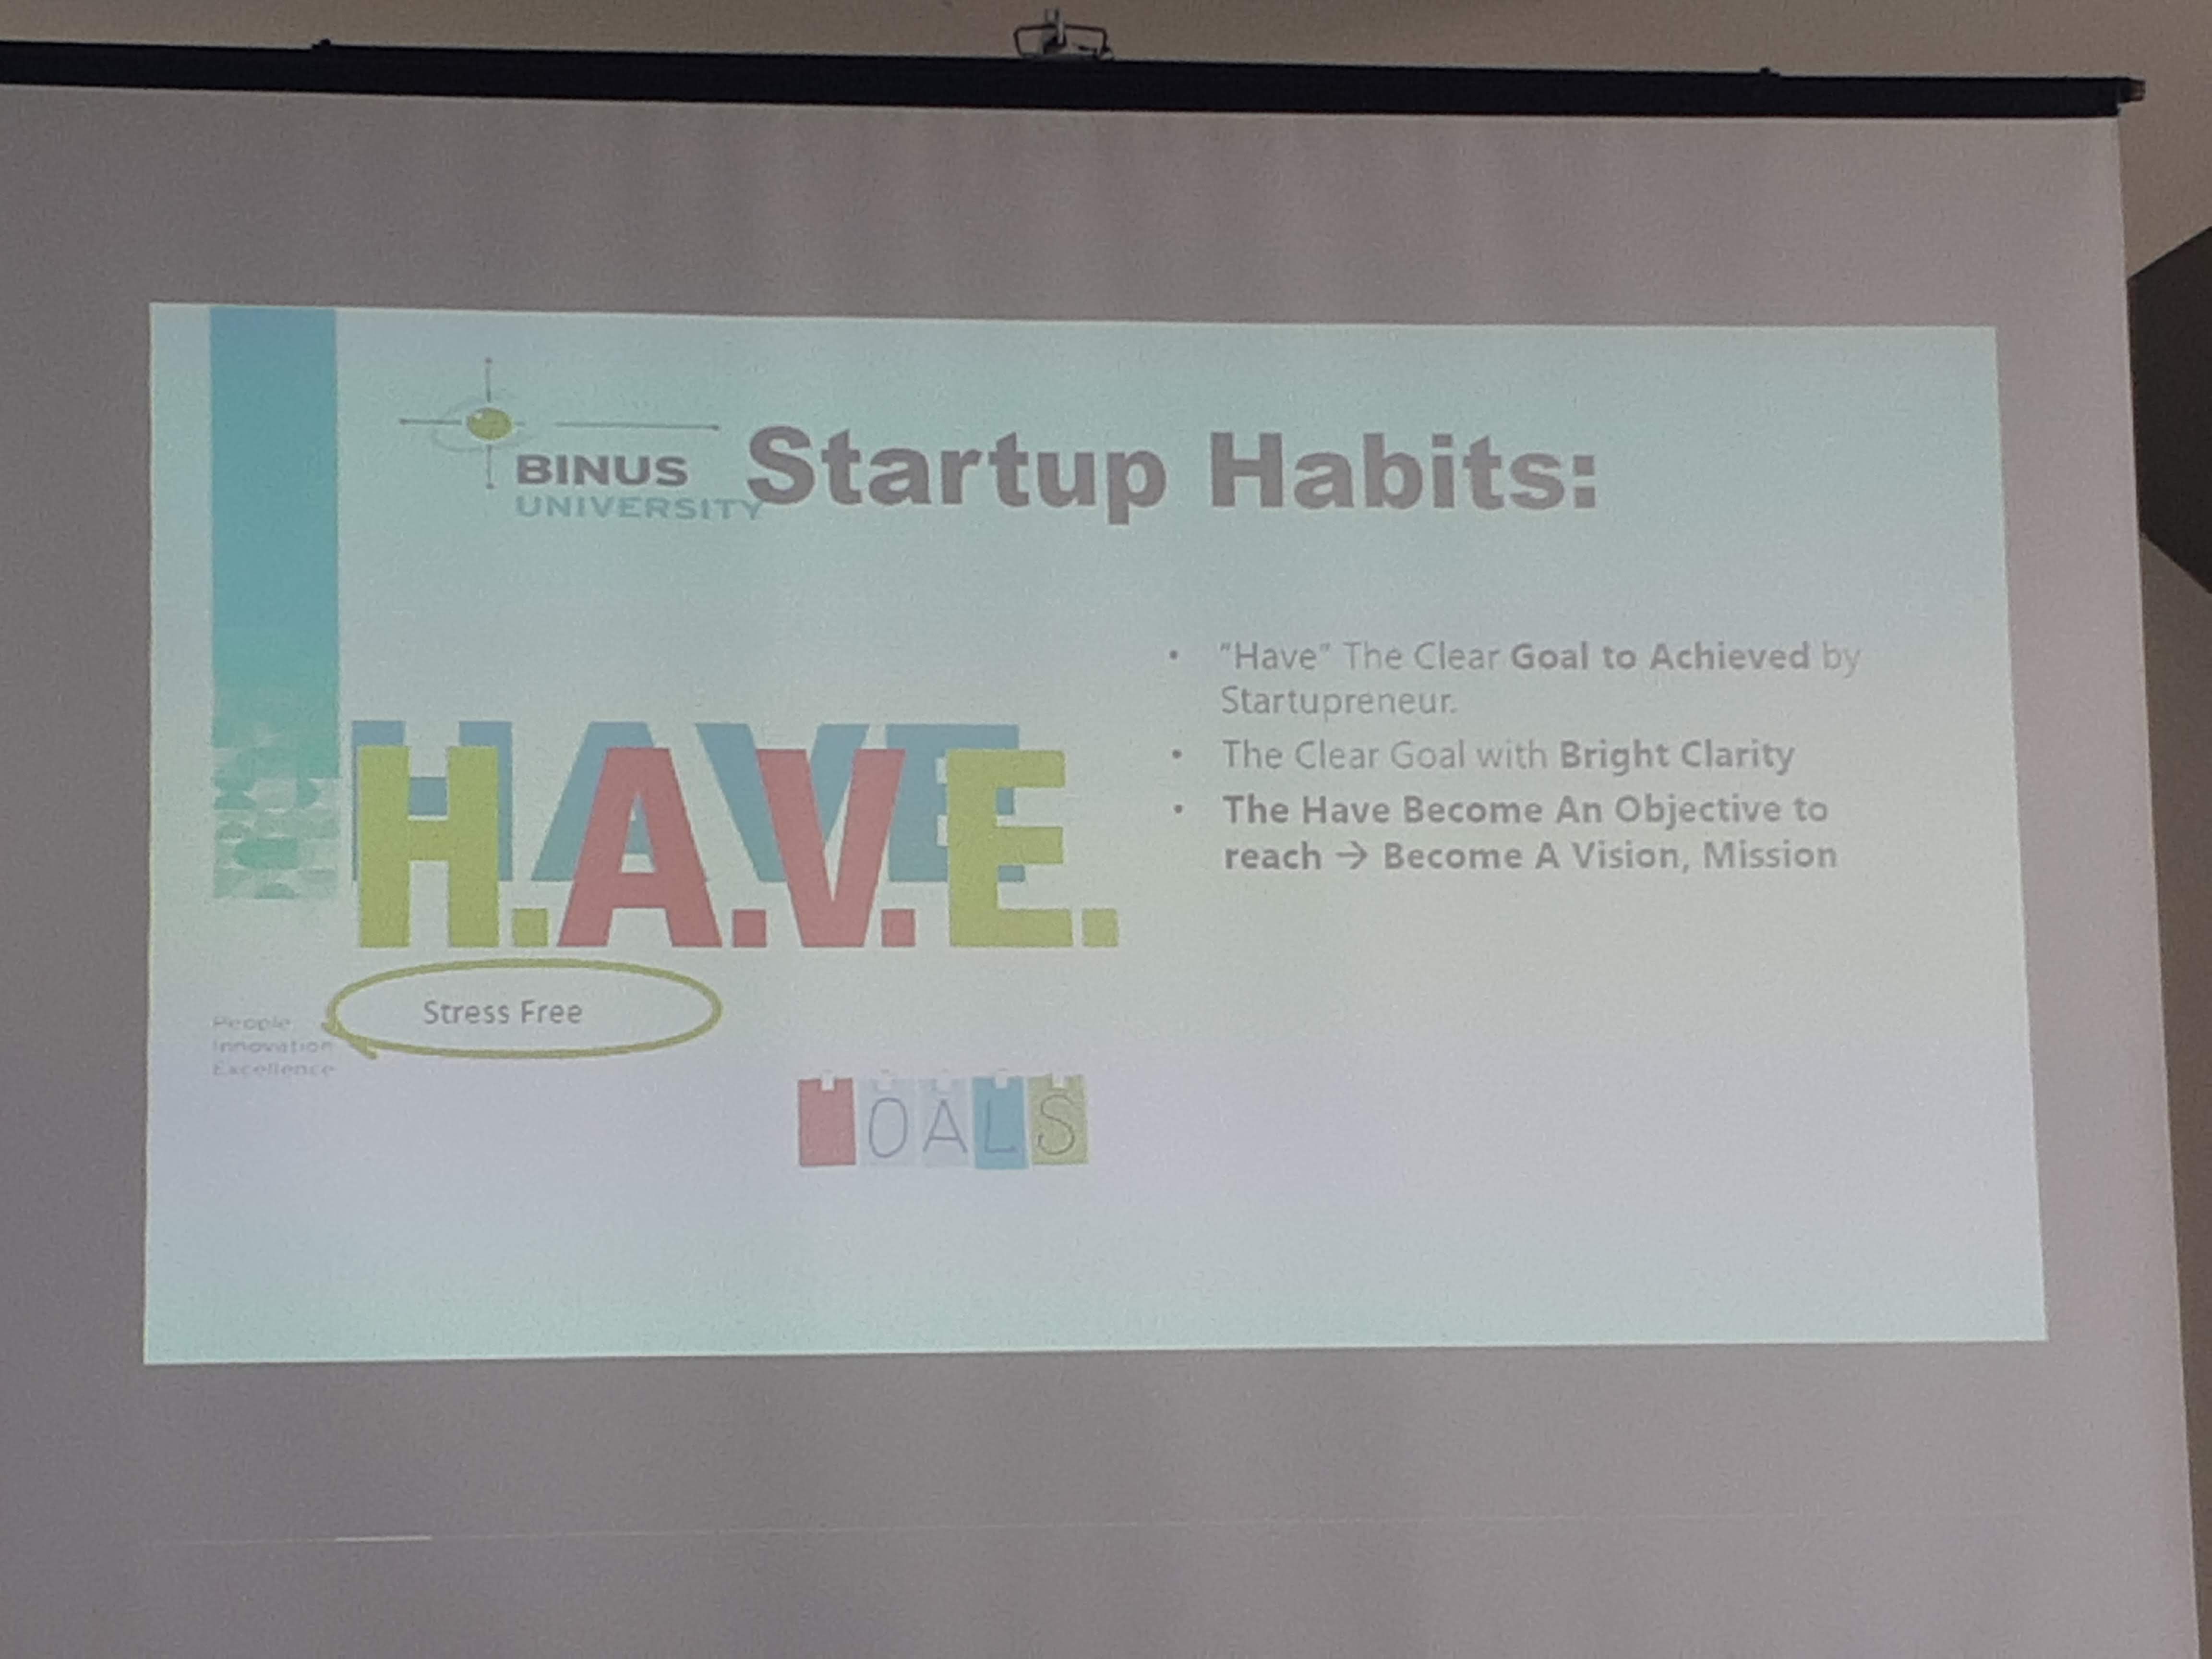 BINUS
UNIVERSITY
Startup Habits:
HAVE
H.A.V.E.
Stress Free
People
Innovation
Excellence
OALS
• "Have" The Clear Goal to Achieved by
Startupreneur.
• The Clear Goal with Bright Clarity
• The Have Become An Objective to
reach → Become A Vision, Mission